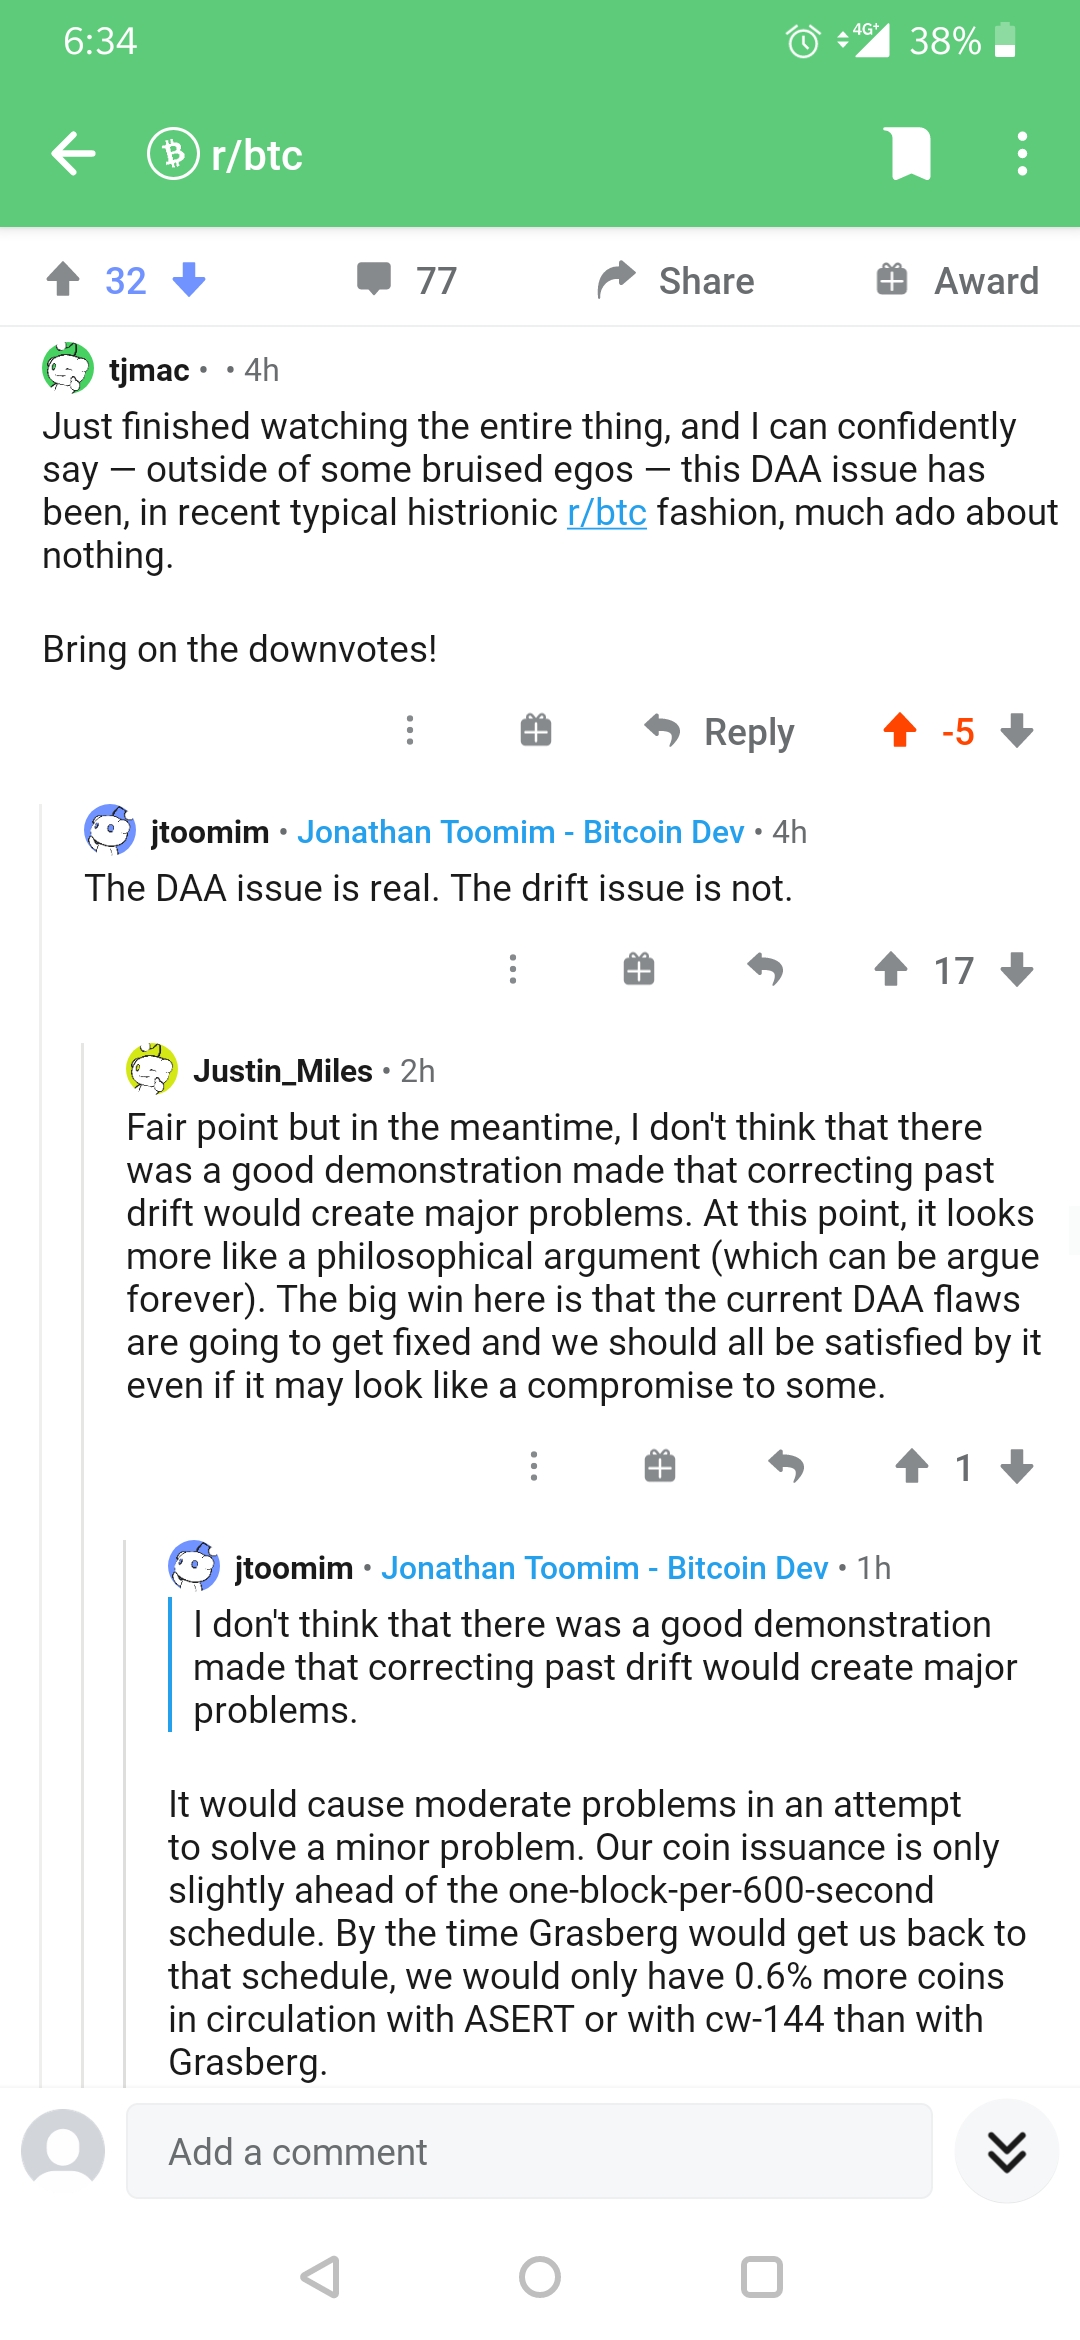 6:34
4G+
38%
r/btc
32
77
Share
Award
tjmac • • 4h
Just finished watching the entire thing, and I can confidently
say — outside of some bruised egos — this DAA issue has
been, in recent typical histrionic r/btc fashion, much ado about
nothing.
Bring on the downvotes!
Reply
-5
jtoomim • Jonathan Toomim - Bitcoin Dev • 4h
The DAA issue is real. The drift issue is not.
17
Justin_Miles • 2h
Fair point but in the meantime, I don't think that there
was a good demonstration made that correcting past
drift would create major problems. At this point, it looks
more like a philosophical argument (which can be argue
forever). The big win here is that the current DAA flaws
are going to get fixed and we should all be satisfied by it
even if it may look like a compromise to some.
1
jtoomim • Jonathan Toomim - Bitcoin Dev • 1h
I don't think that there was a good demonstration
made that correcting past drift would create major
problems.
It would cause moderate problems in an attempt
to solve a minor problem. Our coin issuance is only
slightly ahead of the one-block-per-600-second
schedule. By the time Grasberg would get us back to
that schedule, we would only have 0.6% more coins
in circulation with ASERT or with cw-144 than with
Grasberg.
Add a comment